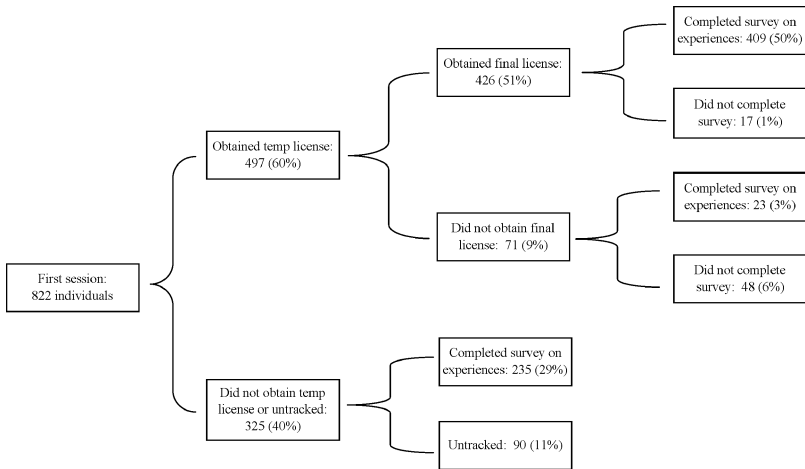 First session:
822 individuals
Obtained temp license:
497 (60%)
Did not obtain temp
license or untracked:
325 (40%)
Obtained final license:
426 (51%)
Did not obtain final
license: 71 (9%)
Completed survey on
experiences: 235 (29%)
Untracked: 90 (11%)
Completed survey on
experiences: 409 (50%)
Did not complete
survey: 17 (1%)
Completed survey on
experiences: 23 (3%)
Did not complete
survey: 48 (6%)